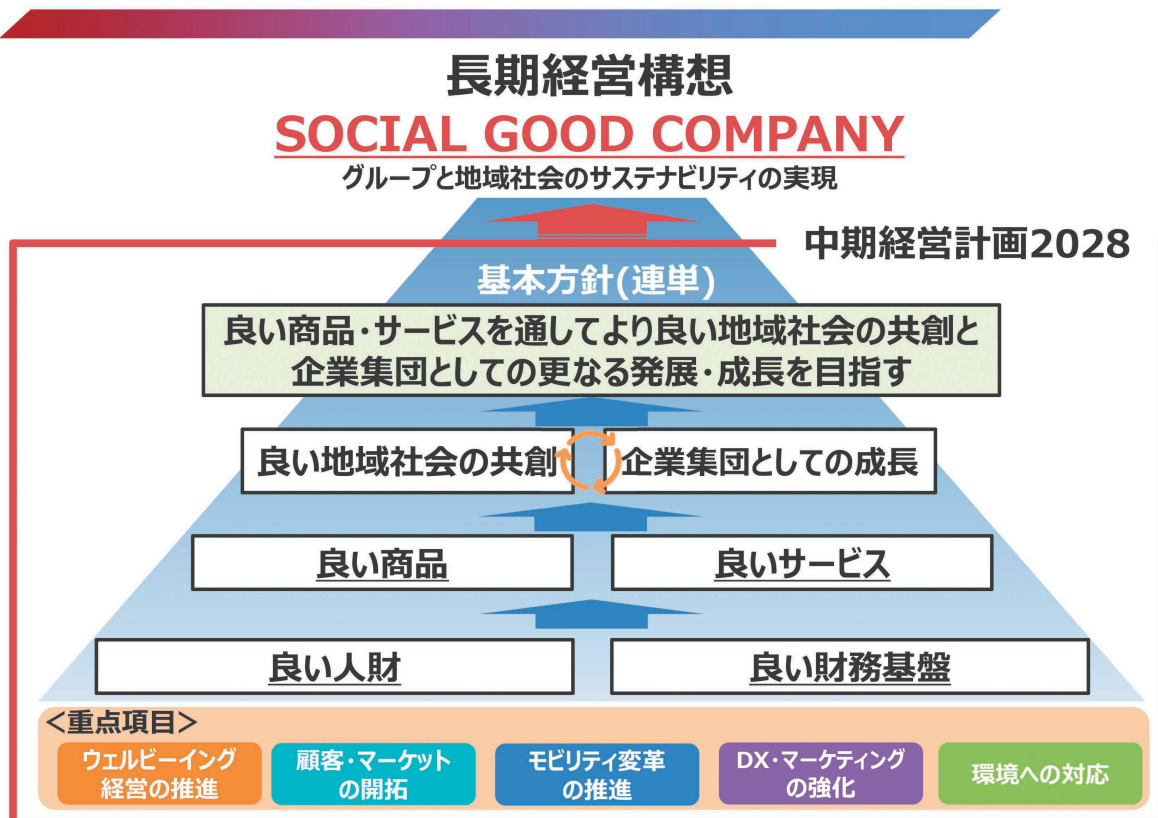 長期経営構想
SOCIAL GOOD COMPANY
グループと地域社会のサステナビリティの実現
中期経営計画2028
基本方針(連単)
良い商品・サービスを通してより良い地域社会の共創と
企業集団としての更なる発展・成長を目指す
良い地域社会の共創
企業集団としての成長
良い商品
良いサービス
良い人財
良い財務基盤
＜重点項目＞
ウェルビーイング
経営の推進
顧客・マーケット
の開拓
モビリティ変革
の推進
DX・マーケティング
の強化
環境への対応